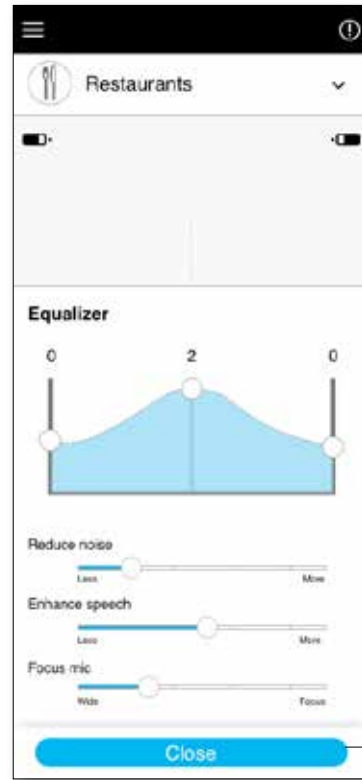 Restaurants
Equalizer
0 2 0
Reduce noise
Less More
Enhance speech
Less More
Focus mic
Wide Focus
Close